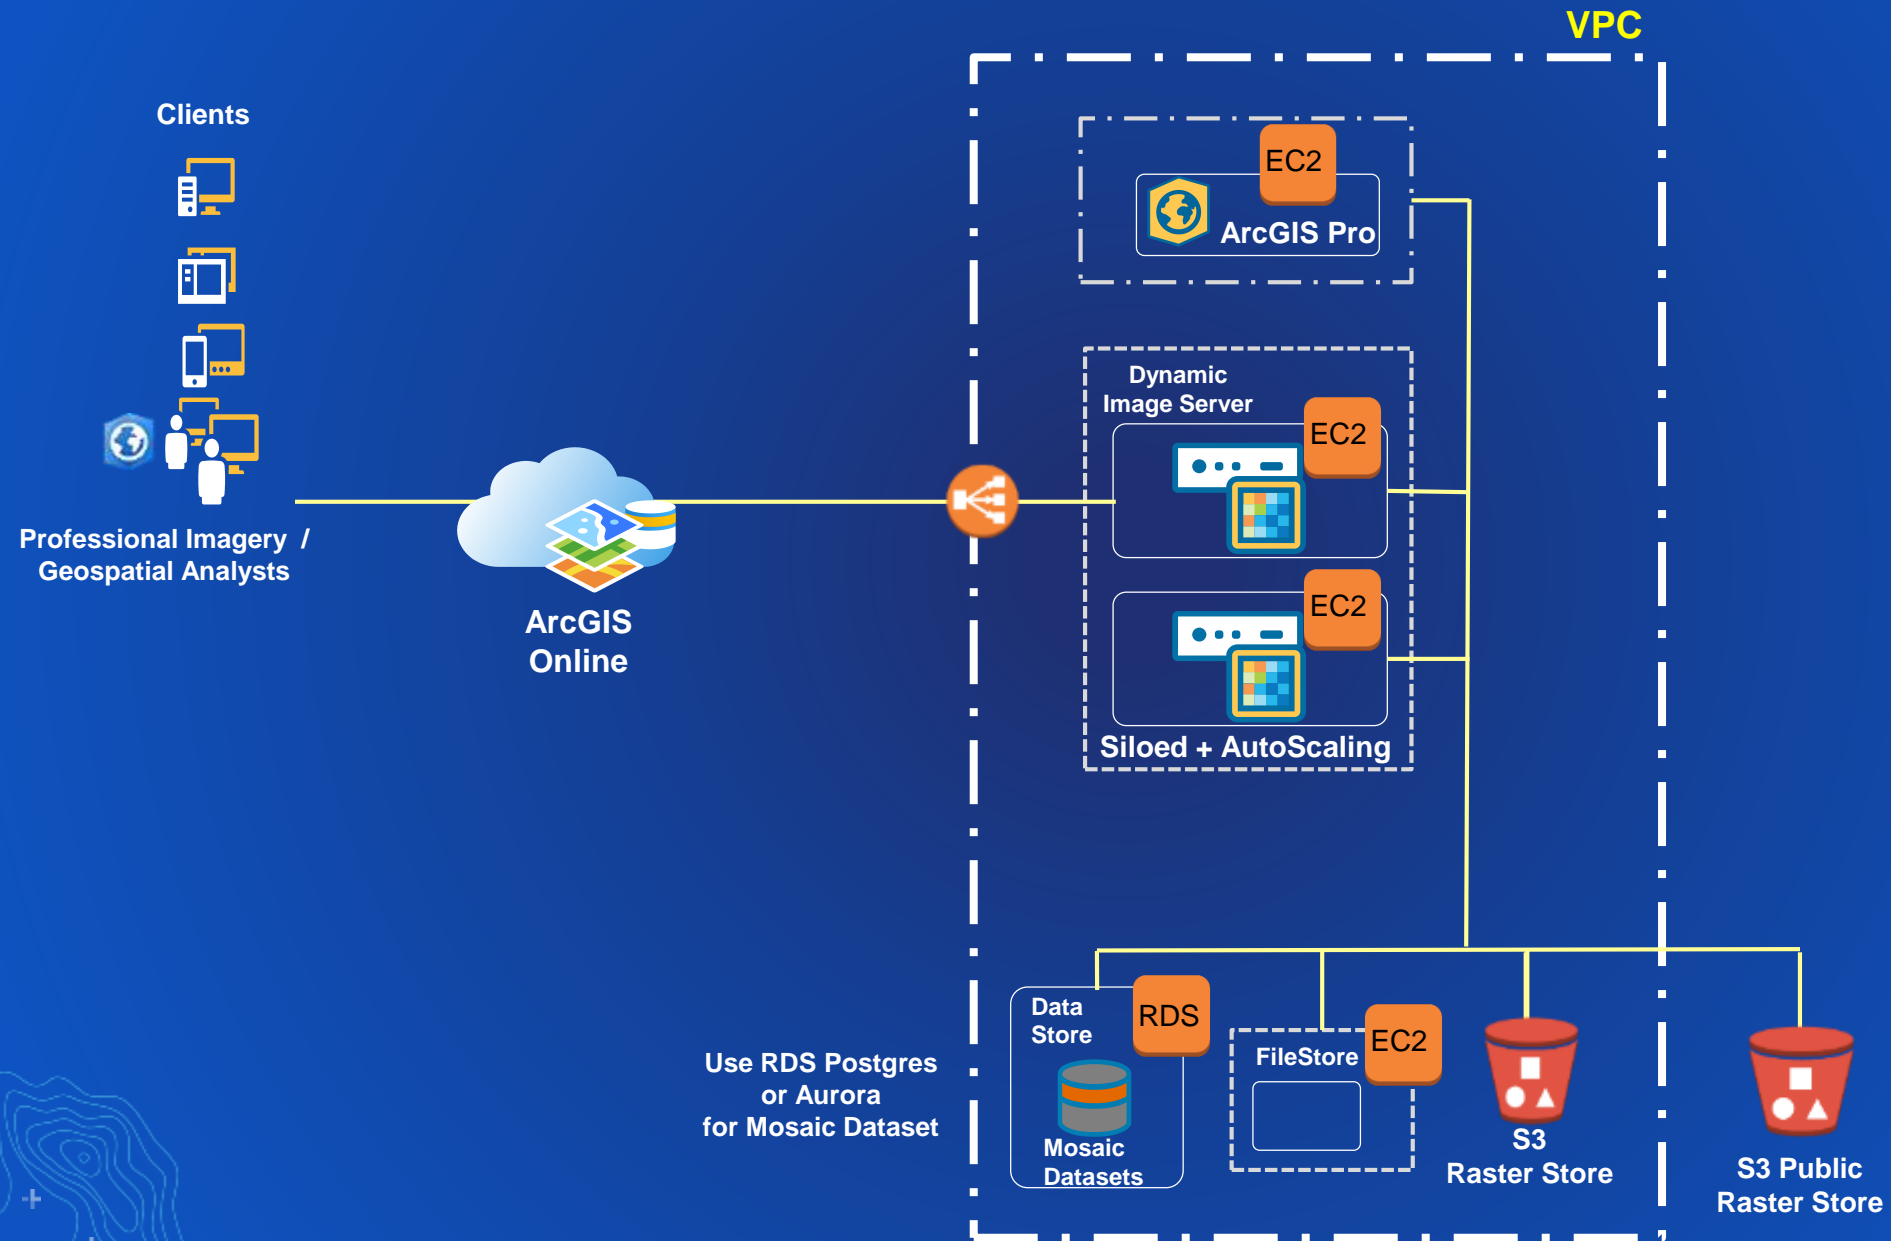 VPC
Clients
EC2
ArcGIS Pro
Dynamic
Image Server
EC2
EC2
Siloed + AutoScaling
Professional Imagery /
Geospatial Analysts
ArcGIS
Online
Use RDS Postgres
or Aurora
for Mosaic Dataset
Data
Store
RDS
Mosaic
Datasets
FileStore
EC2
S3
Raster Store
S3 Public
Raster Store